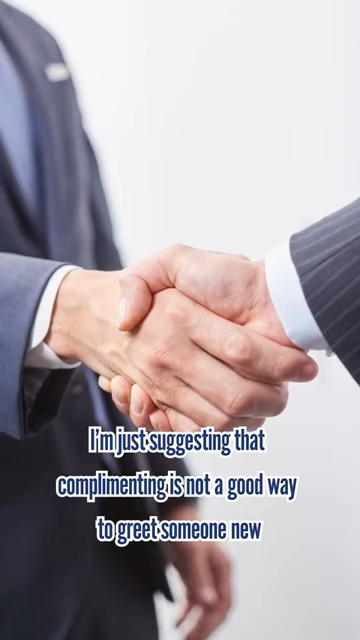 I'm just suggesting that
complimenting is not a good way
to greet someone new